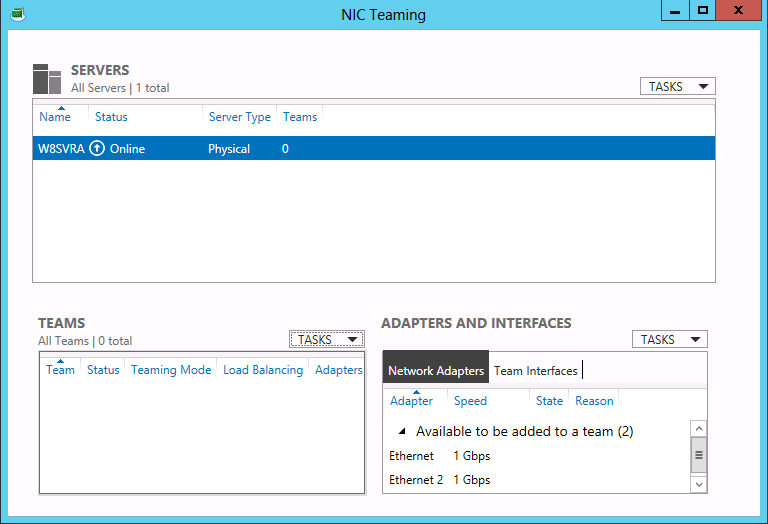 NIC Teaming
SERVERS
All Servers | 1 total
TASKS
Name Status Server Type Teams
W8SVRA Online Physical 0
TEAMS
All Teams | 0 total
TASKS
Team Status Teaming Mode Load Balancing Adapters
ADAPTERS AND INTERFACES
TASKS
Network Adapters Team Interfaces
Adapter Speed State Reason
Available to be added to a team (2)
Ethernet 1 Gbps
Ethernet 2 1 Gbps